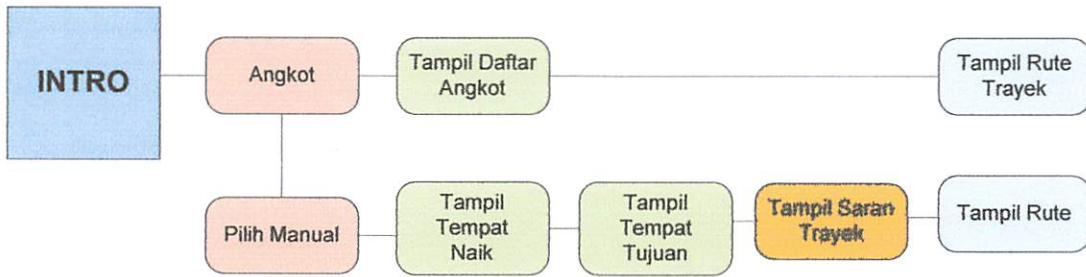 INTRO
Angkot
Tampil Daftar
Angkot
Tampil Rute
Trayek
Pilih Manual
Tampil
Tempat
Naik
Tampil
Tempat
Tujuan
Tampil Saran
Trayek
Tampil Rute